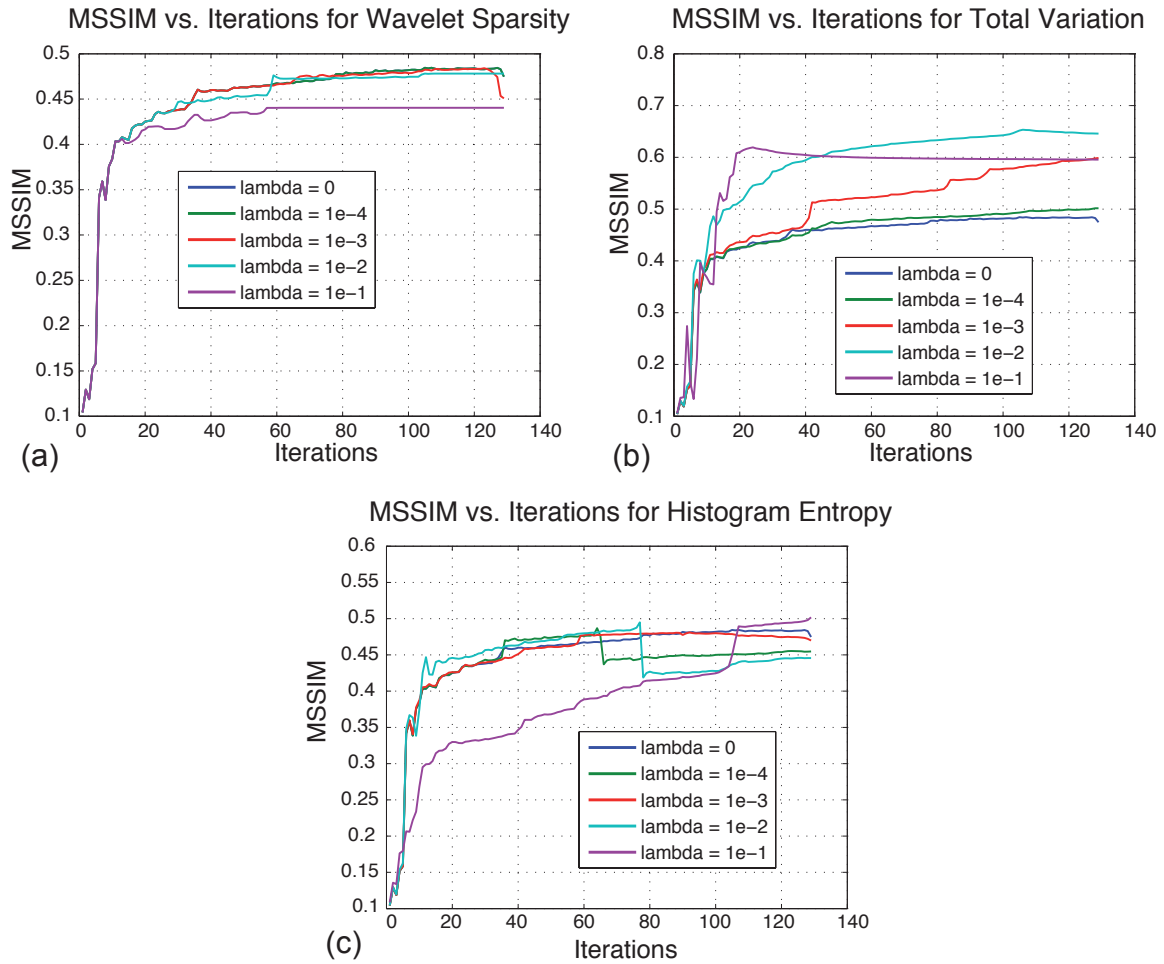 MSSIM vs. Iterations for Wavelet Sparsity
0.5
0.45
0.4
0.35
0.3
0.25
0.2
0.15
0.1
MSSIM
lambda = 0
lambda = 1e−4
lambda = 1e−3
lambda = 1e−2
lambda = 1e−1
0 20 40 60 80 100 120 140
Iterations
(a)
MSSIM vs. Iterations for Total Variation
0.8
0.7
0.6
0.5
0.4
0.3
0.2
0.1
MSSIM
lambda = 0
lambda = 1e−4
lambda = 1e−3
lambda = 1e−2
lambda = 1e−1
0 20 40 60 80 100 120 140
Iterations
(b)
MSSIM vs. Iterations for Histogram Entropy
0.6
0.55
0.5
0.45
0.4
0.35
0.3
0.25
0.2
0.15
0.1
MSSIM
lambda = 0
lambda = 1e−4
lambda = 1e−3
lambda = 1e−2
lambda = 1e−1
0 20 40 60 80 100 120 140
Iterations
(c)